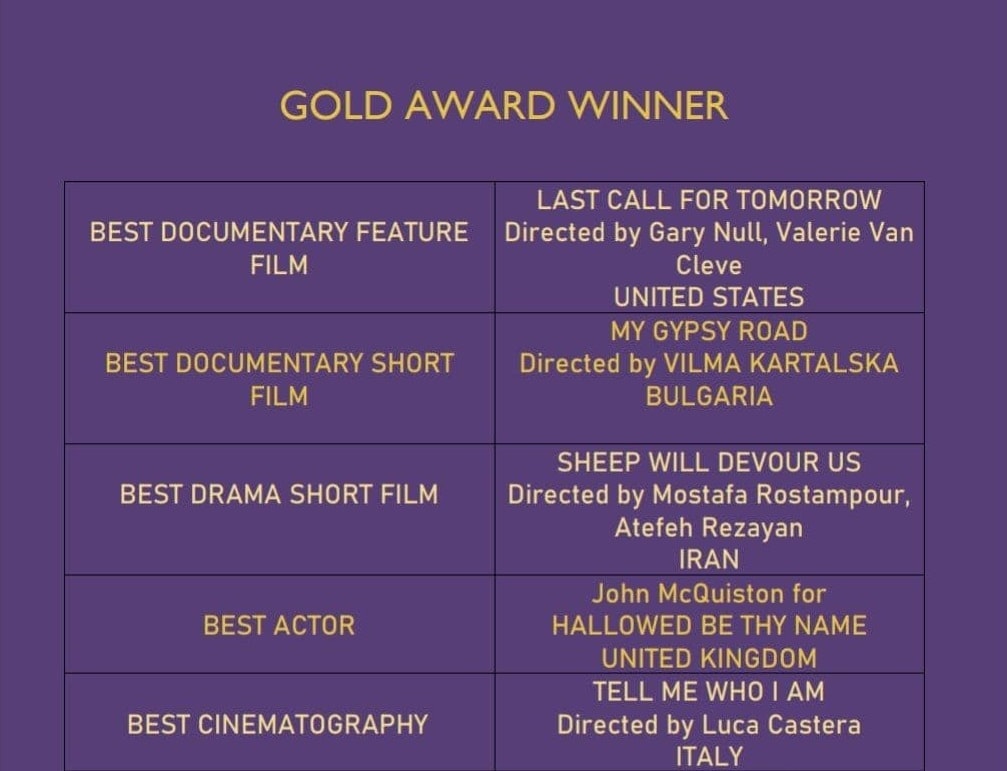 GOLD AWARD WINNER
BEST DOCUMENTARY FEATURE
FILM
LAST CALL FOR TOMORROW
Directed by Gary Null, Valerie Van
Cleve
UNITED STATES
BEST DOCUMENTARY SHORT
FILM
MY GYPSY ROAD
Directed by VILMA KARTALSKA
BULGARIA
BEST DRAMA SHORT FILM
SHEEP WILL DEVOUR US
Directed by Mostafa Rostampour,
Atefeh Rezayan
IRAN
BEST ACTOR
John McQuiston for
HALLOWED BE THY NAME
UNITED KINGDOM
BEST CINEMATOGRAPHY
TELL ME WHO I AM
Directed by Luca Castera
ITALY